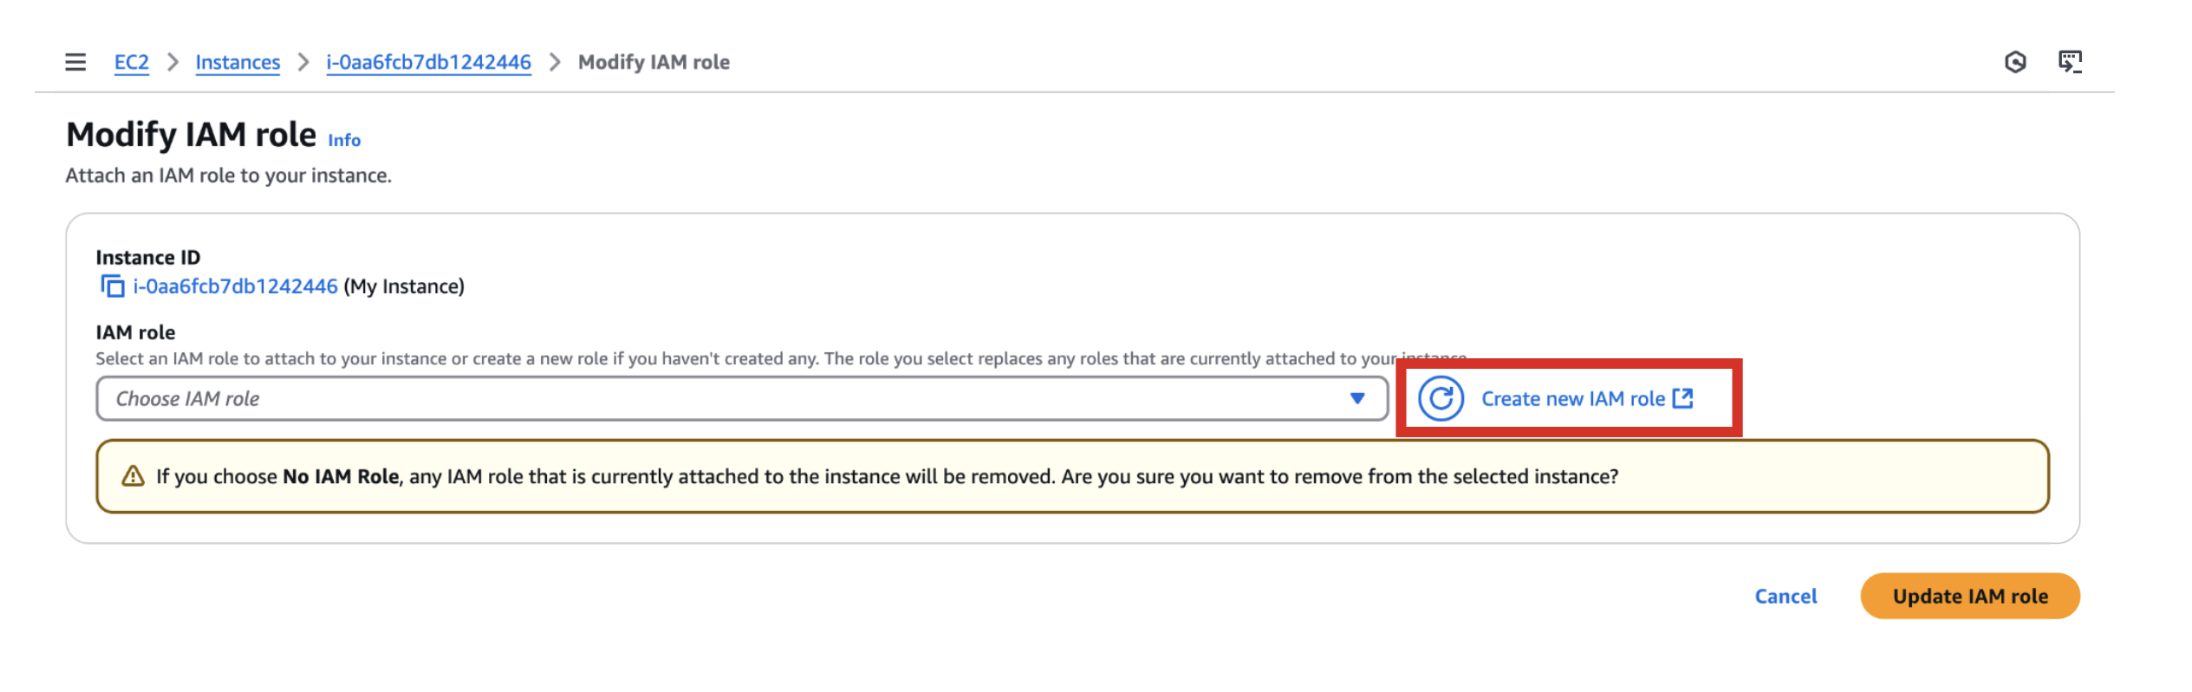 EC2 > Instances > i-0aa6fcb7db1242446 > Modify IAM role
Modify IAM role Info
Attach an IAM role to your instance.
Instance ID
i-0aa6fcb7db1242446 (My Instance)
IAM role
Select an IAM role to attach to your instance or create a new role if you haven't created any. The role you select replaces any roles that are currently attached to your instance.
Choose IAM role
Create new IAM role
If you choose No IAM Role, any IAM role that is currently attached to the instance will be removed. Are you sure you want to remove from the selected instance?
Cancel
Update IAM role